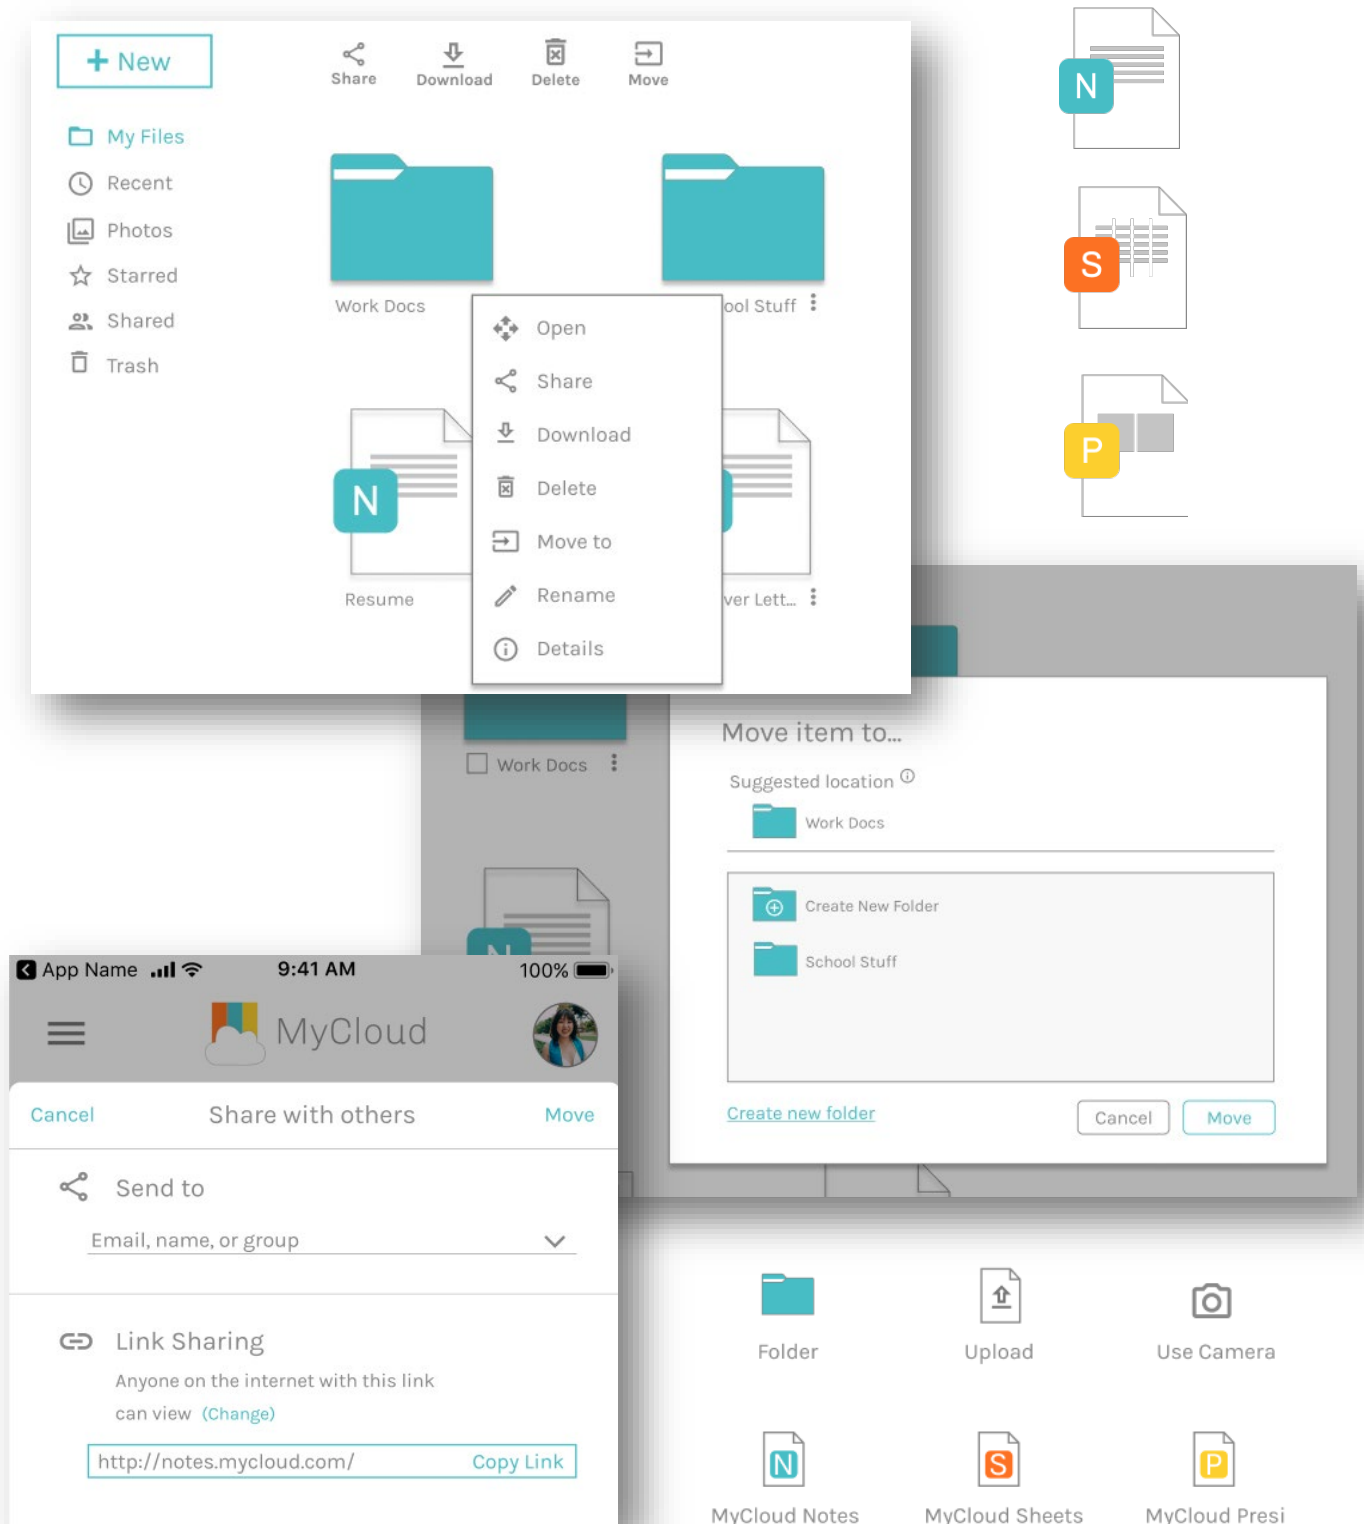 New
Share
Download
Delete
Move
My Files
Recent
Photos
Starred
Shared
Trash
Work Docs
ool Stuff
Open
Share
Download
Delete
Move to
Rename
Details
N
Resume
ver Lett...
N
S
P
Work Docs
Move item to...
Suggested location
Work Docs
Create New Folder
School Stuff
Create new folder
Cancel
Move
N
App Name
9:41 AM
100%
MyCloud
Cancel
Share with others
Move
Send to
Email, name, or group
Link Sharing
Anyone on the internet with this link
can view (Change)
http://notes.mycloud.com/
Copy Link
Folder
Upload
Use Camera
N
S
P
MyCloud Notes
MyCloud Sheets
MyCloud Presi